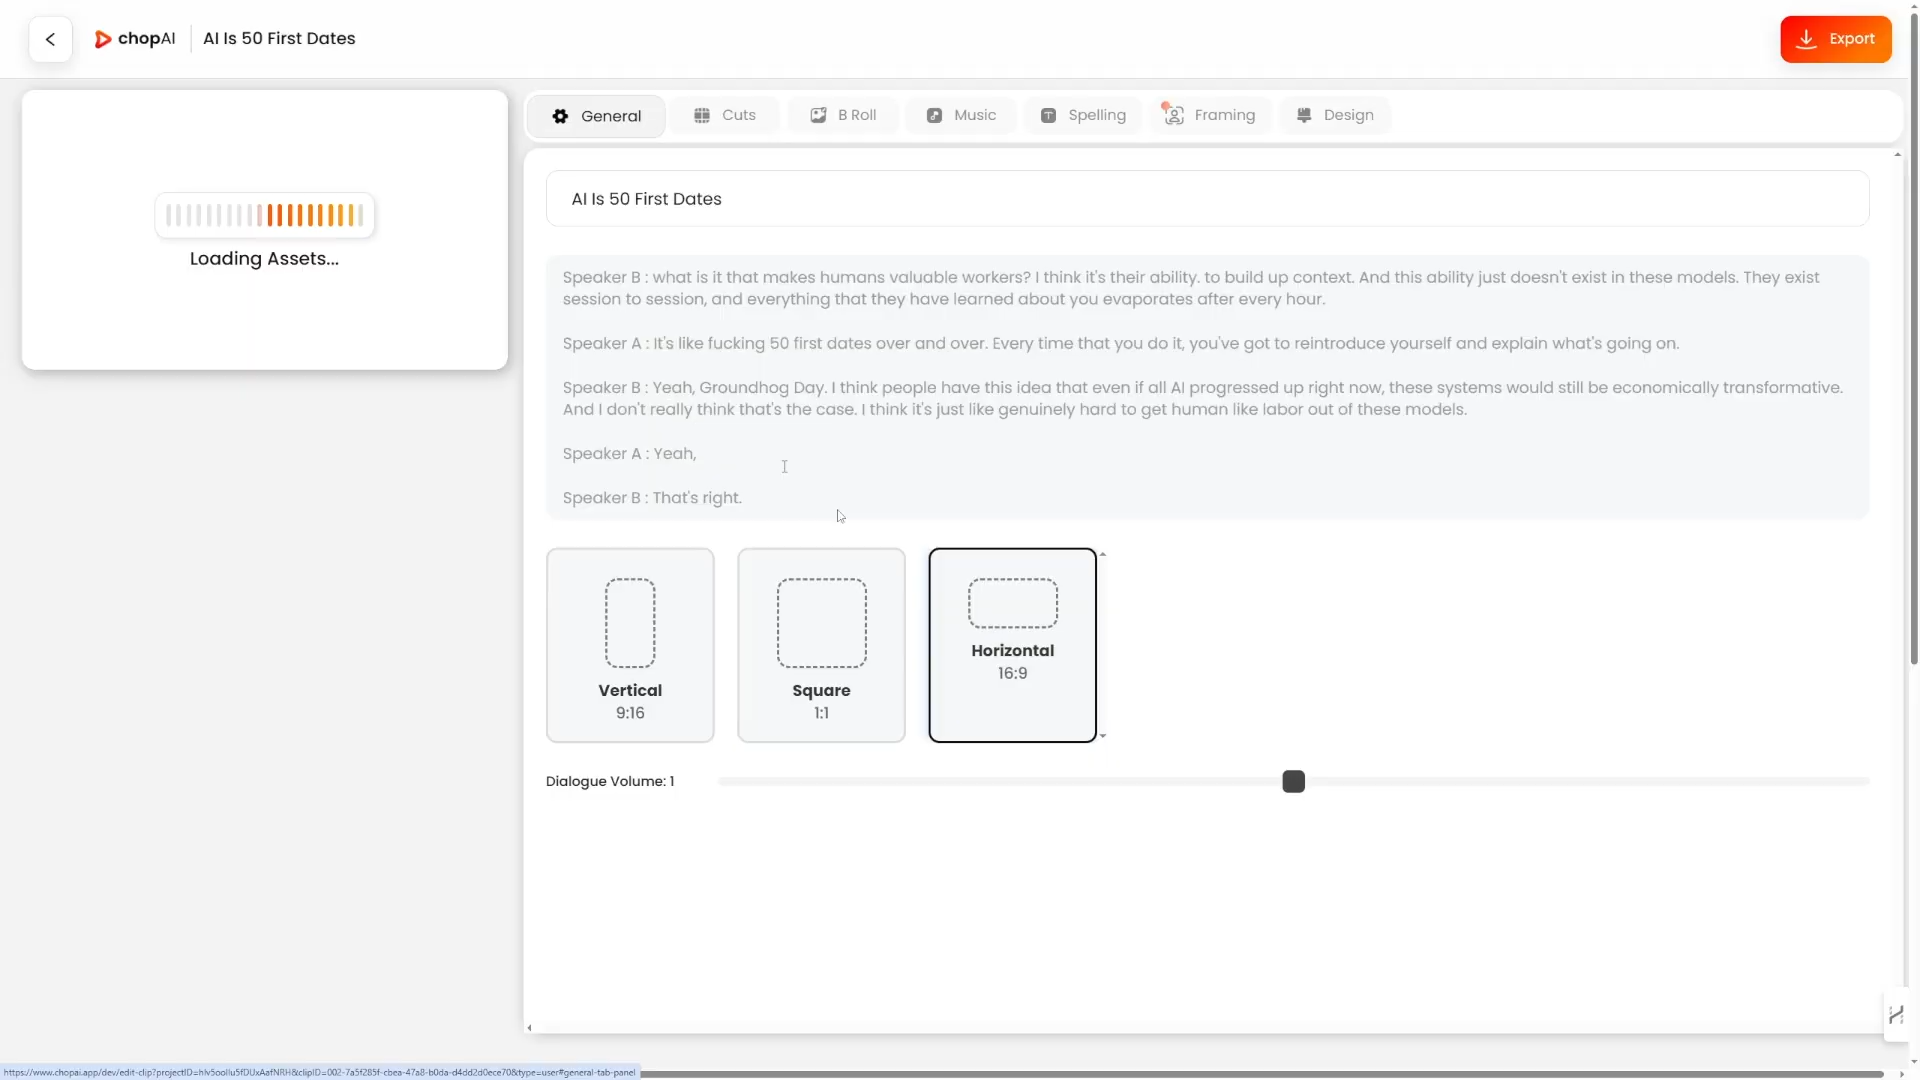 chopAI
AI Is 50 First Dates
Export
General
Cuts
B Roll
Music
Spelling
Framing
Design
Loading Assets...
AI Is 50 First Dates
Speaker B : what is it that makes humans valuable workers? I think it's their ability. to build up context. And this ability just doesn't exist in these models. They exist
session to session, and everything that they have learned about you evaporates after every hour.
Speaker A : It's like fucking 50 first dates over and over. Every time that you do it, you've got to reintroduce yourself and explain what's going on.
Speaker B : Yeah, Groundhog Day. I think people have this idea that even if all AI progressed up right now, these systems would still be economically transformative.
And I don't really think that's the case. I think it's just like genuinely hard to get human like labor out of these models.
Speaker A : Yeah,
Speaker B : That's right.
Vertical
9:16
Square
1:1
Horizontal
16:9
Dialogue Volume: 1